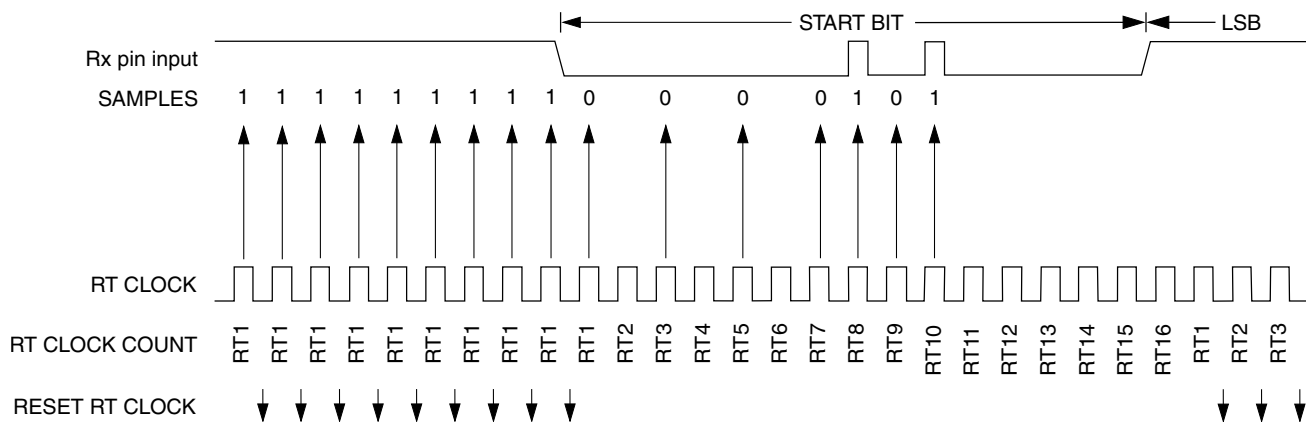 START BIT LSB
Rx pin input
SAMPLES 1 1 1 1 1 1 1 1 1 0 0 0 0 1 0 1
RT CLOCK
RT CLOCK COUNT RT1 RT1 RT1 RT1 RT1 RT1 RT1 RT1 RT1 RT1 RT2 RT3 RT4 RT5 RT6 RT7 RT8 RT9 RT10 RT11 RT12 RT13 RT14 RT15 RT16 RT1 RT2 RT3
RESET RT CLOCK